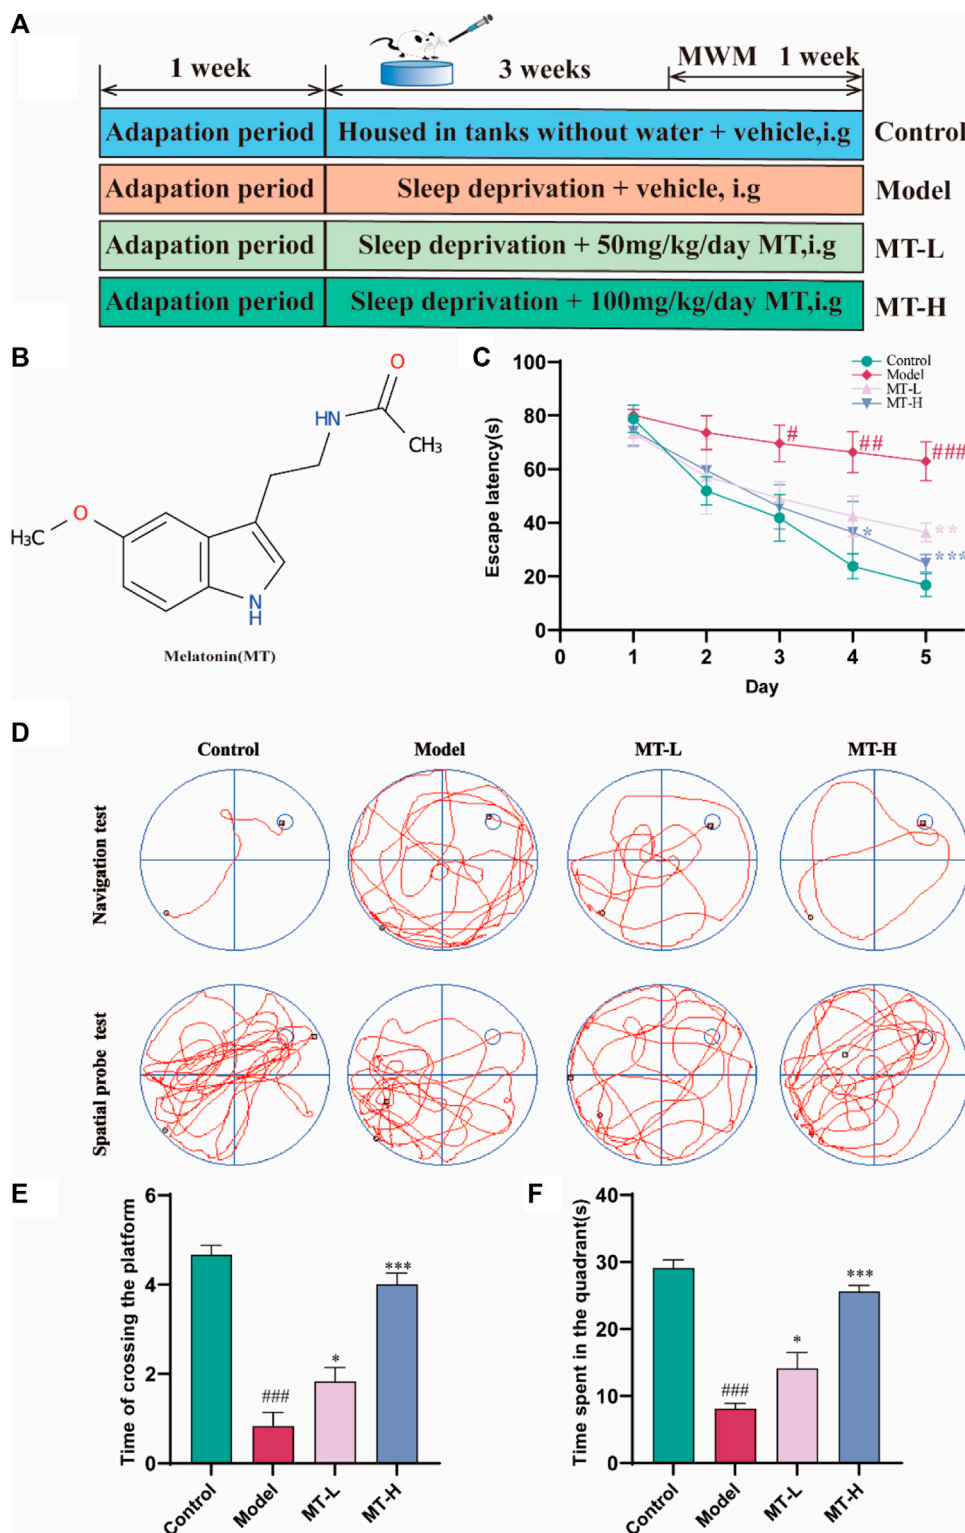 A
1 week
3 weeks
MWM 1 week
Adapation period
Housed in tanks without water + vehicle,i.g
Control
Adapation period
Sleep deprivation + vehicle, i.g
Model
Adapation period
Sleep deprivation + 50mg/kg/day MT,i.g
MT-L
Adapation period
Sleep deprivation + 100mg/kg/day MT,i.g
MT-H
B
O
HN
CH₃
O
H₃C
N
H
Melatonin(MT)
C
Control
Model
MT-L
MT-H
Escape latency(s)
100
80
60
40
20
0
#
##
###
*
**
***
0 1 2 3 4 5
Day
D
Control Model MT-L MT-H
Navigation test
Spatial probe test
E
Time of crossing the platform
6
4
2
0
###
*
***
Control Model MT-L MT-H
F
Time spent in the quadrant(s)
40
30
20
10
0
###
*
***
Control Model MT-L MT-H